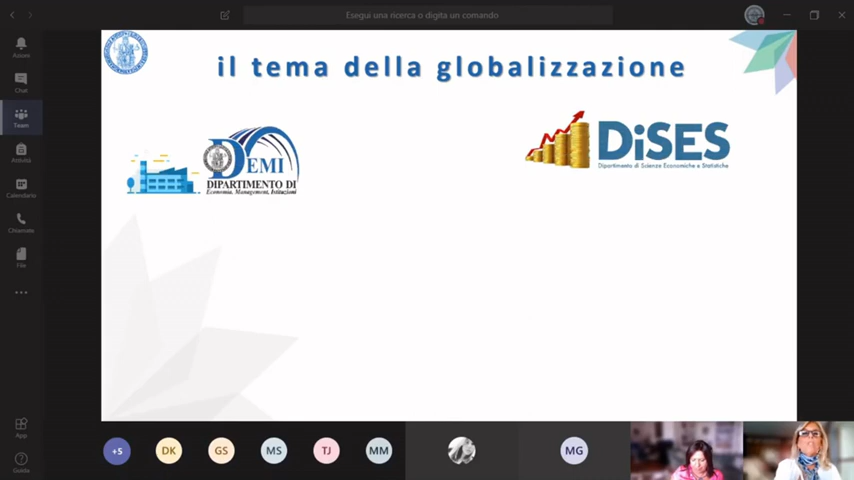 Esegui una ricerca o digita un comando
il tema della globalizzazione
DEMI
DIPARTIMENTO DI
Economia, Management, Istituzioni
DiSES
Dipartimento di Scienze Economiche e Statistiche
Azioni
Chat
Team
Attività
Calendario
Chiamate
File
App
Guida
+5
DK
GS
MS
TJ
MM
MG